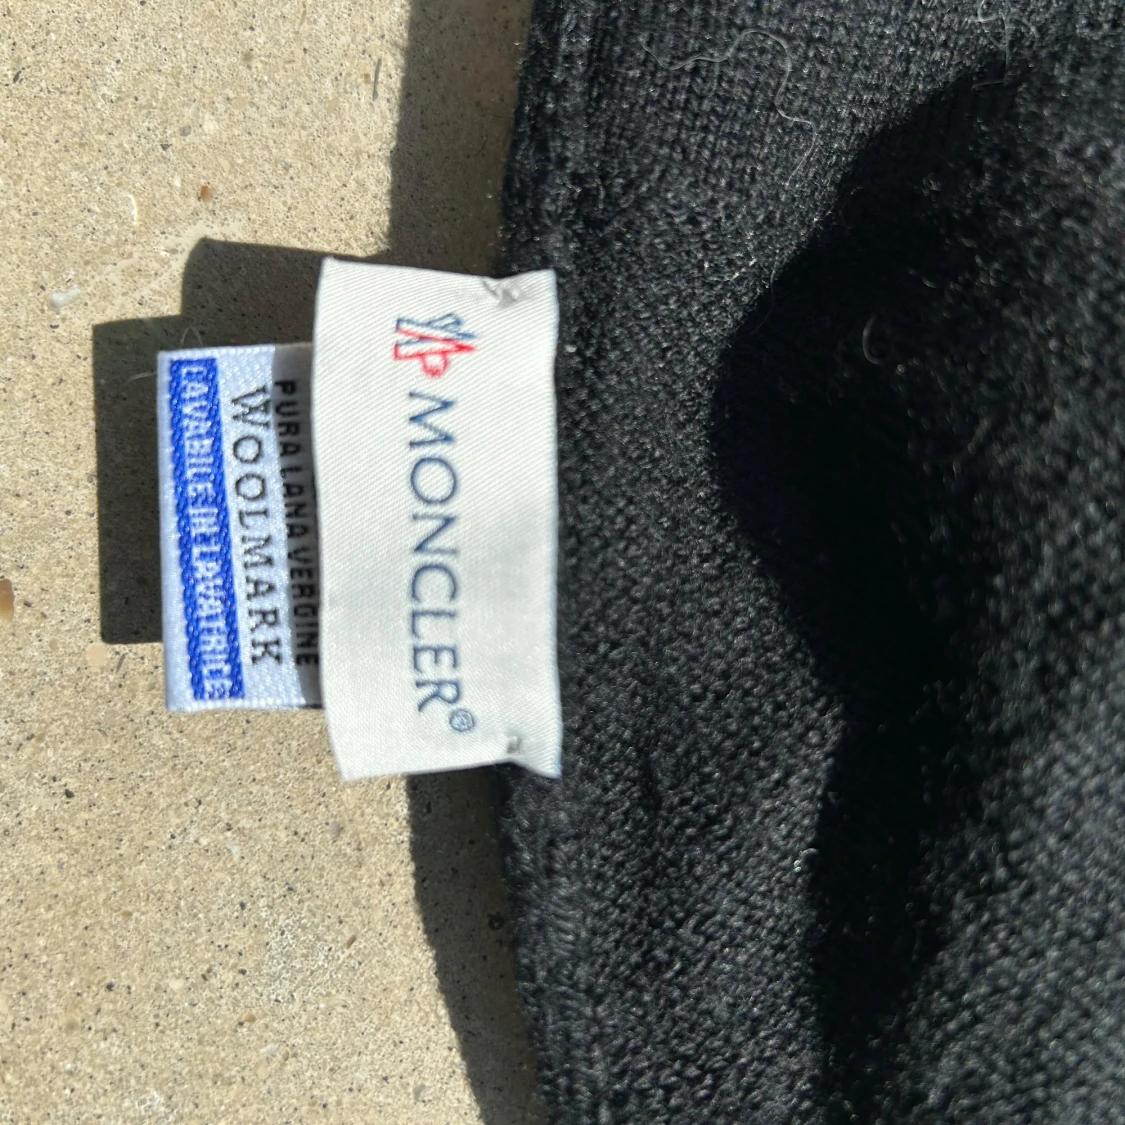 MONCLER®
PURA LANA VERGINE
WOOLMARK
LAVABILE IN LAVATRICE